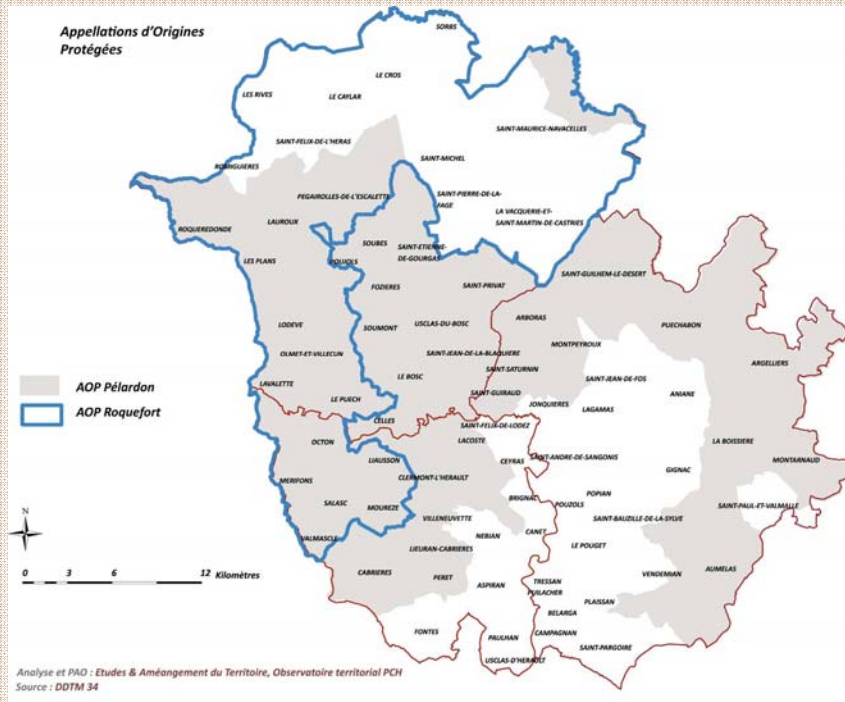 Appellations d'Origines
Protégées
SORBS
LE CROS
LES RIVES
LE CAYLAR
SAINT-MAURICE-NAVACELLES
SAINT-FELIX-DE-L'HERAS
SAINT-MICHEL
ROMIGUIERES
PEGAIROLLES-DE-L'ESCALETTE
SAINT-PIERRE-DE-LA-
FAGE
LA VACQUERIE-ET-
SAINT-MARTIN-DE-CASTRIES
LAUROUX
ROQUEREDONDE
SOUBES
SAINT-ETIENNE-
DE-GOURGAS
LES PLANS
POUJOLS
SAINT-GUILHEM-LE-DESERT
FOZIERES
SAINT-PRIVAT
ARBORAS
LODEVE
SOUMONT
USCLAS-DU-BOSC
PUECHABON
MONTPEYROUX
OLMET-ET-VILLECUN
SAINT-JEAN-DE-LA-BLAQUIERE
ARGELLIERS
SAINT-SATURNIN
LE BOSC
SAINT-JEAN-DE-FOS
LAVALETTE
AOP Pélardon
LE PUECH
SAINT-GUIRAUD
ANIANE
JONQUIERES
LAGAMAS
AOP Roquefort
CELLES
SAINT-FELIX-DE-LODEZ
OCTON
LACOSTE
LA BOISSIERE
LIAUSSON
CEYRAS
SAINT-ANDRE-DE-SANGONIS
MONTARNAUD
GIGNAC
MERIFONS
CLERMONT-L'HERAULT
BRIGNAC
POPIAN
SALASC
MOUREZE
POUZOLS
SAINT-PAUL-ET-VALMALLE
VILLENEUVETTE
SAINT-BAUZILLE-DE-LA-SYLVE
N
VALMASCLE
NEBIAN
CANET
LIEURAN-CABRIERES
LE POUGET
CABRIERES
PERET
VENDEMIAN
AUMELAS
0 3 6 12 Kilomètres
ASPIRAN
TRESSAN
PUILACHER
PLAISSAN
BELARGA
FONTES
PAULHAN
CAMPAGNAN
SAINT-PARGOIRE
USCLAS-D'HERAULT
Analyse et PAO : Etudes & Améangement du Territoire, Observatoire territorial PCH
Source : DDTM 34